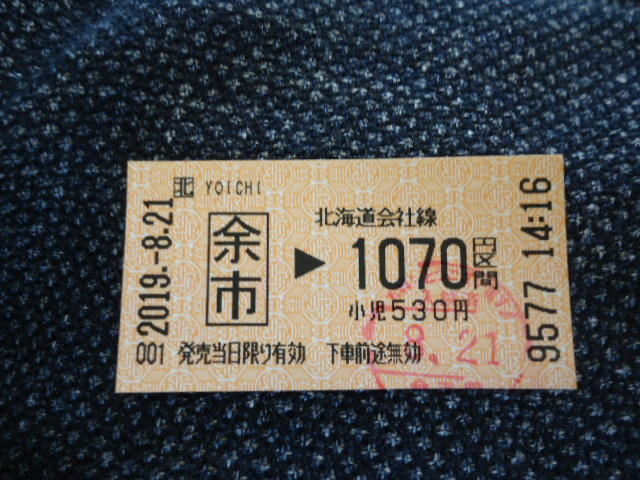 2019.-8.21
北 YOICHI
余市
北海道会社線
▶ 1070円区間
小児530円
001 発売当日限り有効 下車前途無効
9577 14:16
8.21